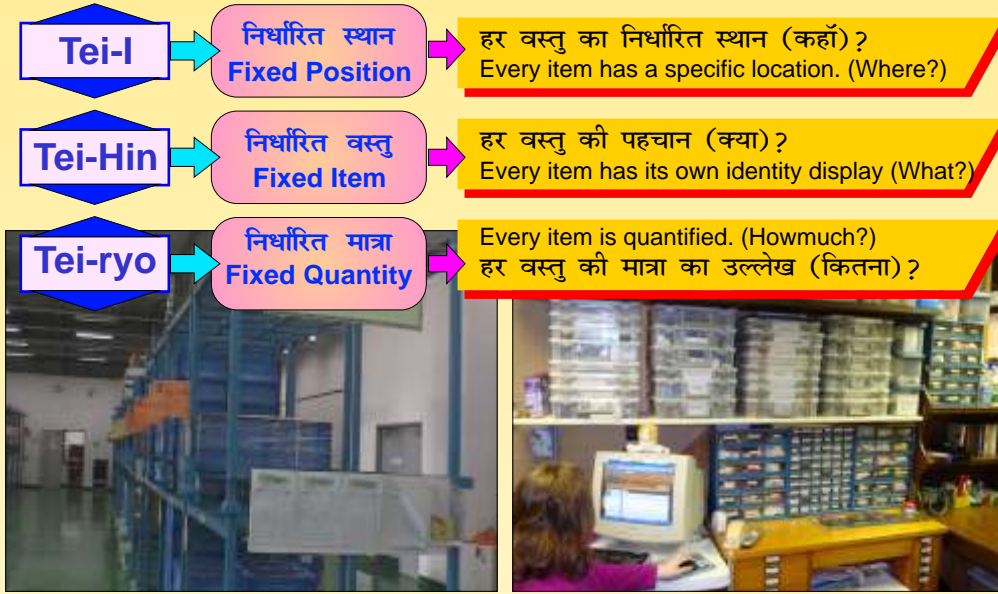 Tei-I
निर्धारित स्थान
Fixed Position
हर वस्तु का निर्धारित स्थान (कहॉ)?
Every item has a specific location. (Where?)
Tei-Hin
निर्धारित वस्तु
Fixed Item
हर वस्तु की पहचान (क्या)?
Every item has its own identity display (What?)
Tei-ryo
निर्धारित मात्रा
Fixed Quantity
Every item is quantified. (Howmuch?)
हर वस्तु की मात्रा का उल्लेख (कितना)?